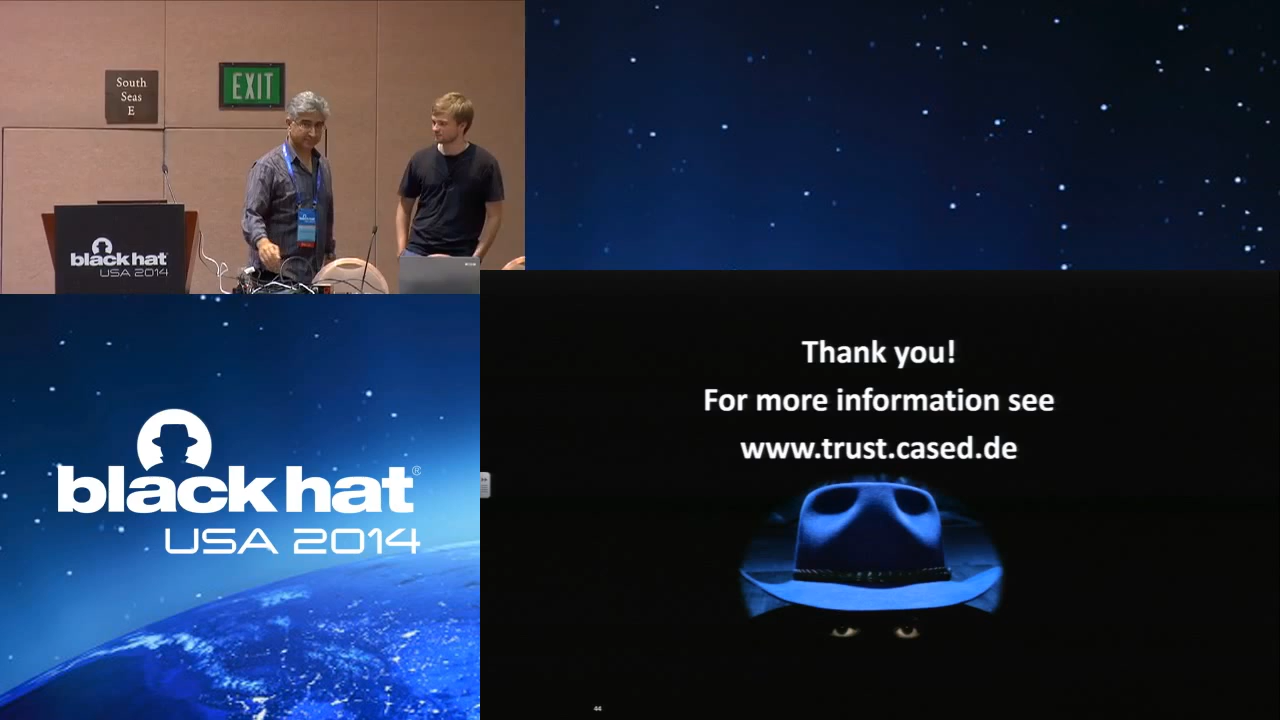 South
Seas
E
EXIT
black hat
USA 2014
black hat®
USA 2014
Thank you!
For more information see
www.trust.cased.de
44